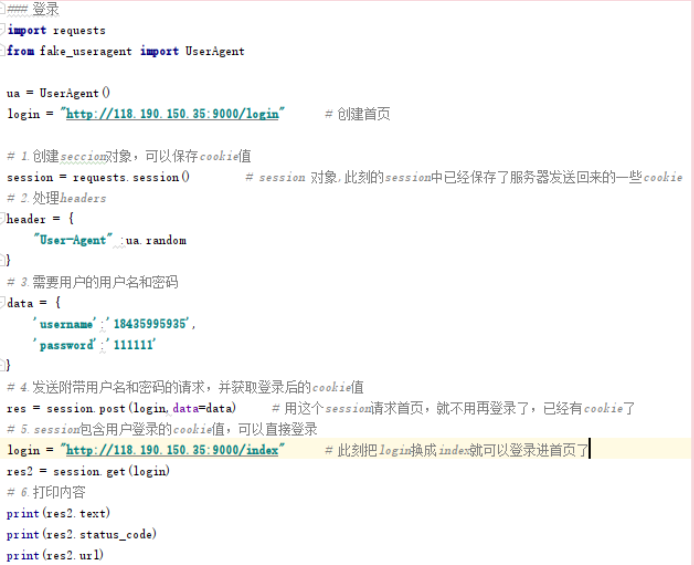 ### 登录
import requests
from fake_useragent import UserAgent
ua = UserAgent()
login = "http://118.190.150.35:9000/login"      # 创建首页
# 1.创建seccion对象，可以保存cookie值
session = requests.session()        # session 对象,此刻的session中已经保存了服务器发送回来的一些cookie
# 2.处理headers
header = {
    "User-Agent" :ua.random
}
# 3.需要用户的用户名和密码
data = {
    'username':'18435995935',
    'password':'111111'
}
# 4.发送附带用户名和密码的请求，并获取登录后的cookie值
res = session.post(login,data=data)     # 用这个session请求首页，就不用再登录了，已经有cookie了
# 5.session包含用户登录的cookie值，可以直接登录
login = "http://118.190.150.35:9000/index"      # 此刻把login换成index就可以登录进首页了
res2 = session.get(login)
# 6.打印内容
print(res2.text)
print(res2.status_code)
print(res2.url)